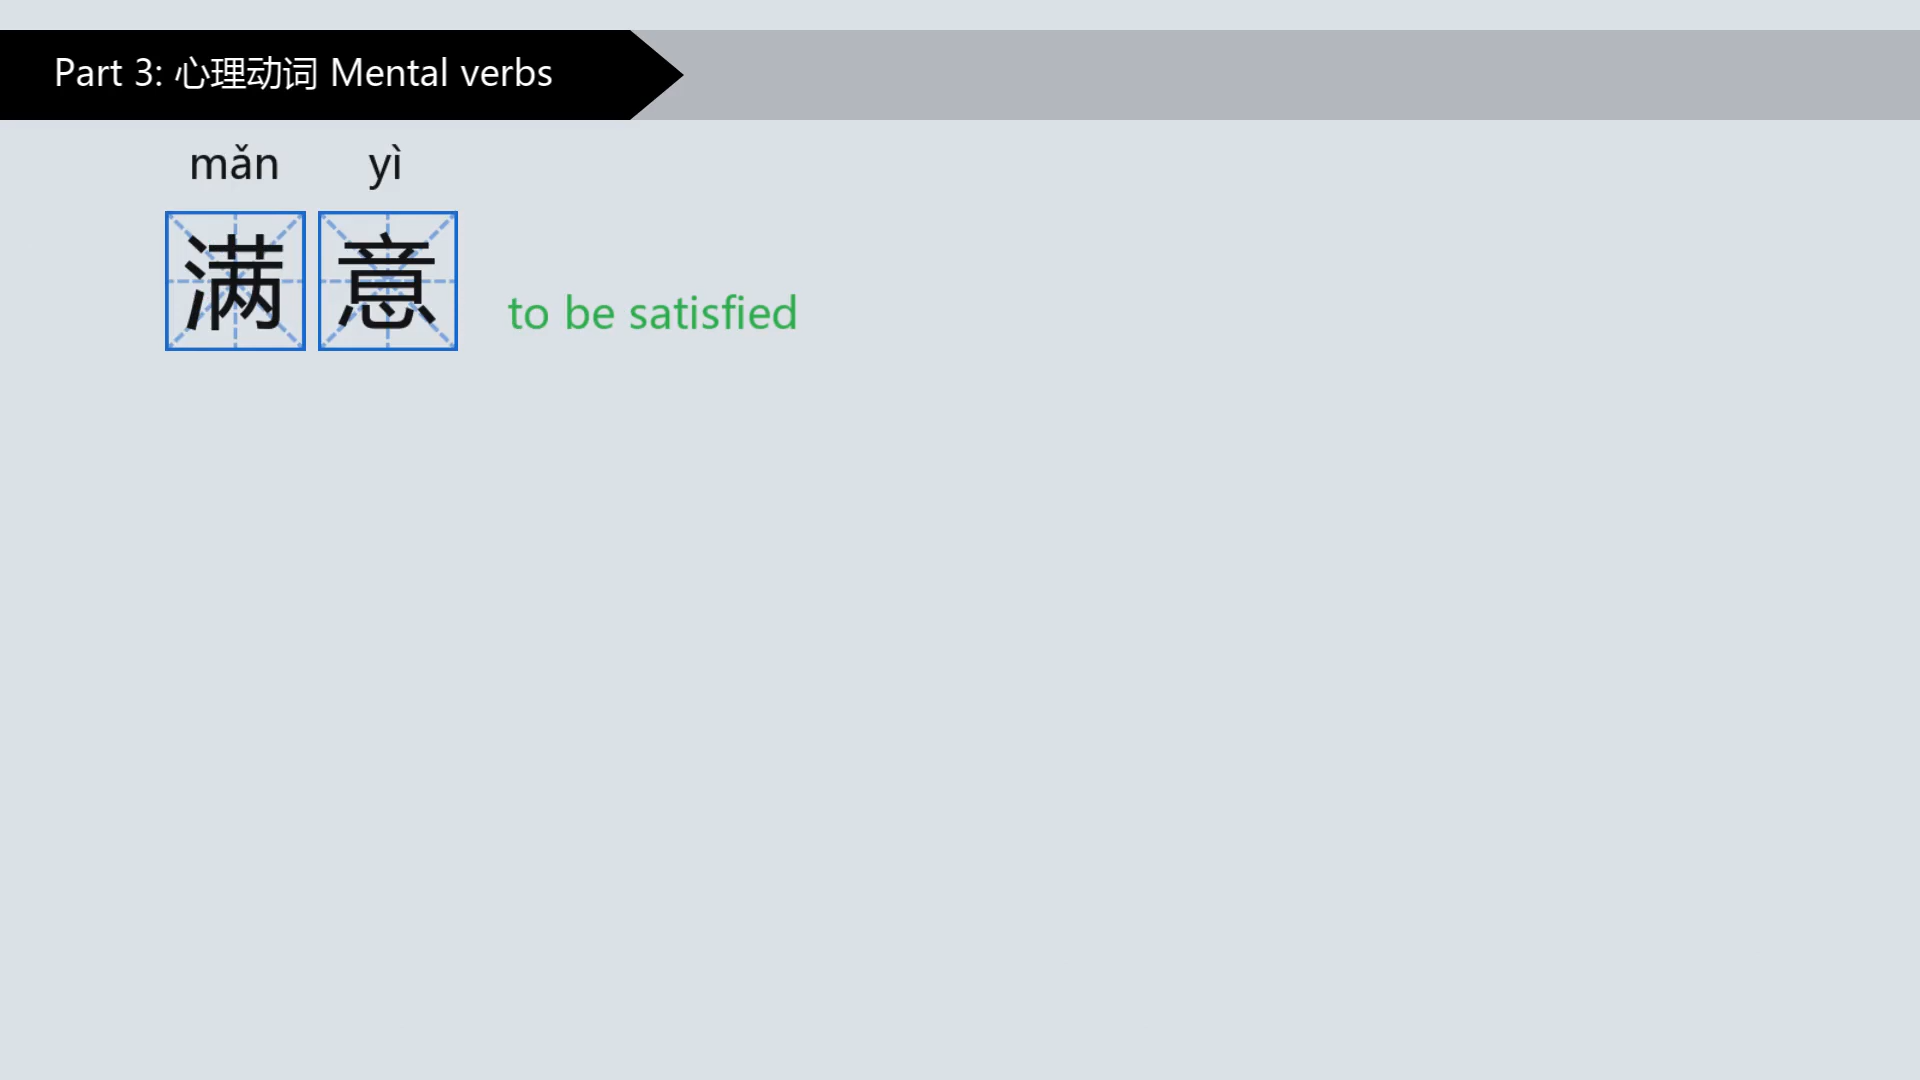 Part 3: 心理动词 Mental verbs
mǎn yì
满意 to be satisfied